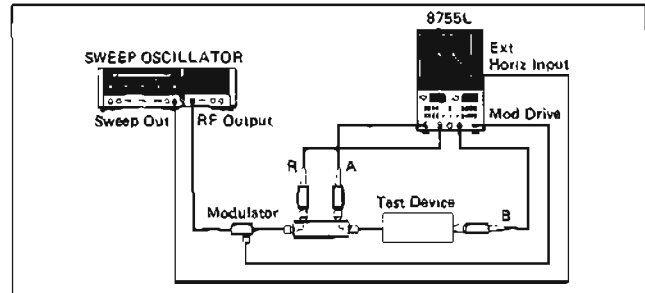 8755L
SWEEP OSCILLATOR
Ext
Horiz Input
Sweep Out
RF Output
Mod Drive
R
A
Modulator
Test Device
B